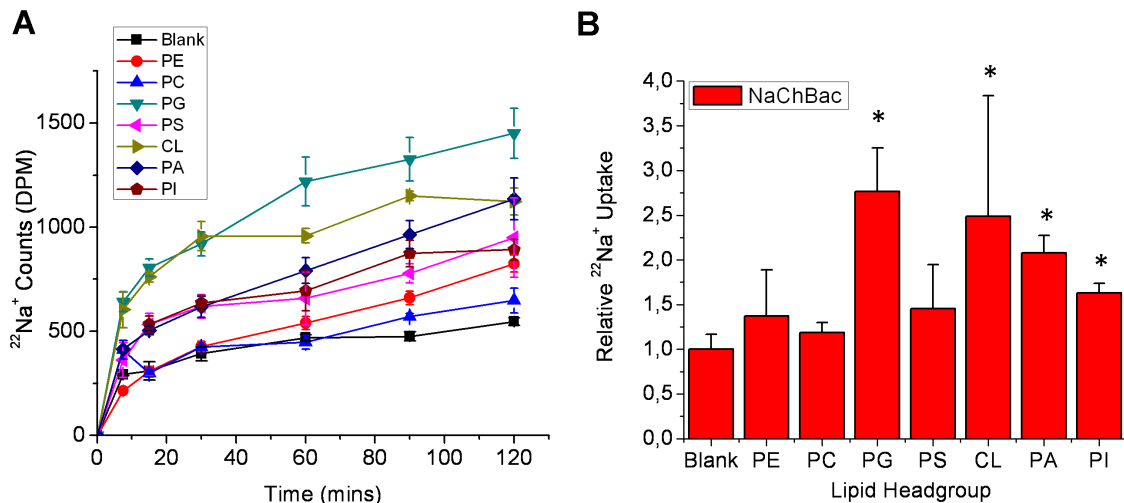 A
Blank
PE
PC
PG
PS
CL
PA
PI
1500
1000
500
0
²²Na⁺ Counts (DPM)
0 20 40 60 80 100 120
Time (mins)
B
NaChBac
4,0
3,5
3,0
2,5
2,0
1,5
1,0
0,5
0,0
Relative ²²Na⁺ Uptake
* * * *
Blank PE PC PG PS CL PA PI
Lipid Headgroup